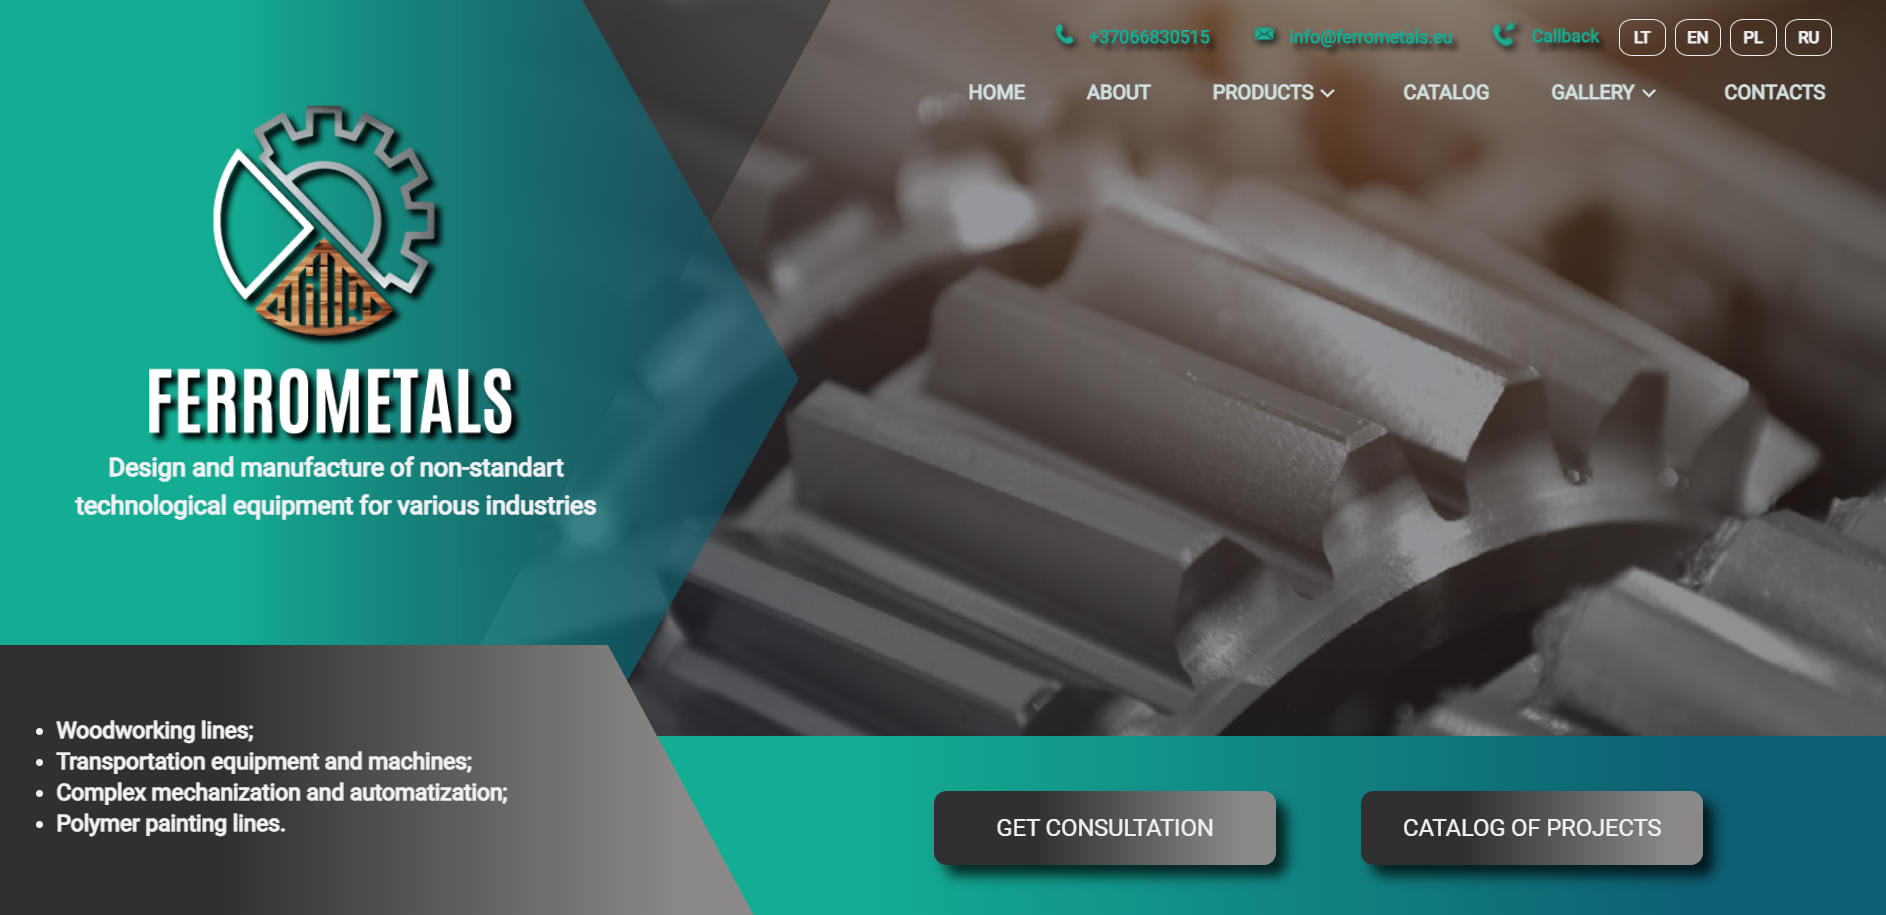 +37066830515
info@ferrometals.eu
Callback
LT
EN
PL
RU
HOME
ABOUT
PRODUCTS
CATALOG
GALLERY
CONTACTS
FERROMETALS
Design and manufacture of non-standart
technological equipment for various industries
• Woodworking lines;
• Transportation equipment and machines;
• Complex mechanization and automatization;
• Polymer painting lines.
GET CONSULTATION
CATALOG OF PROJECTS